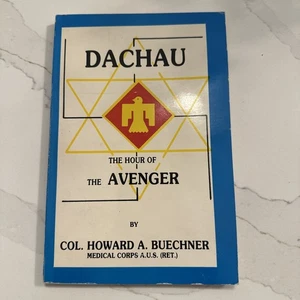 DACHAU
THE HOUR OF
THE AVENGER
BY
COL. HOWARD A. BUECHNER
MEDICAL CORPS A.U.S. (RET.)